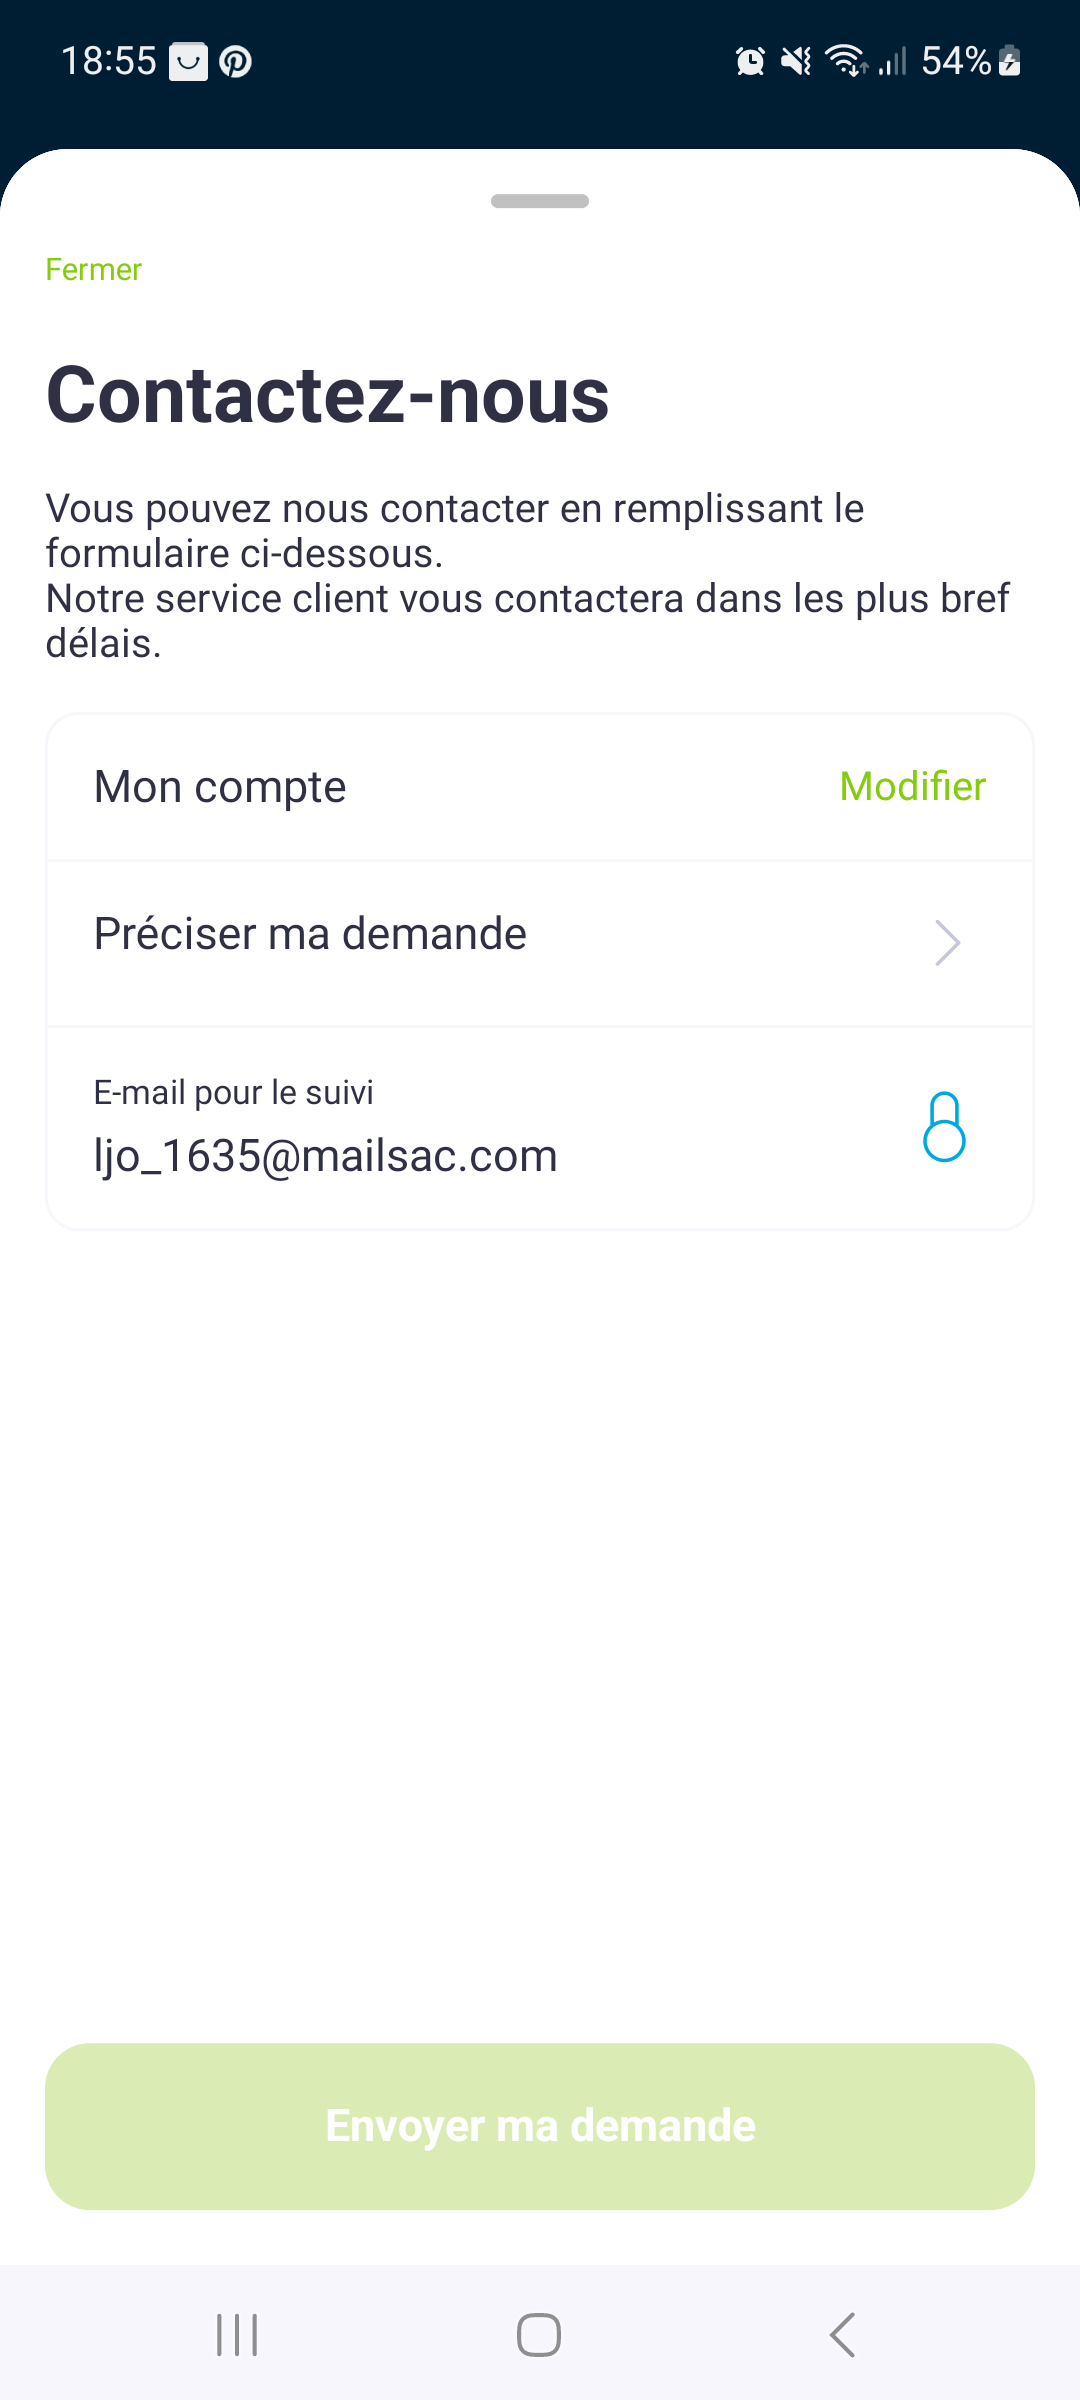 18:55
54%
Fermer
Contactez-nous
Vous pouvez nous contacter en remplissant le
formulaire ci-dessous.
Notre service client vous contactera dans les plus bref
délais.
Mon compte
Modifier
Préciser ma demande
E-mail pour le suivi
ljo_1635@mailsac.com
Envoyer ma demande